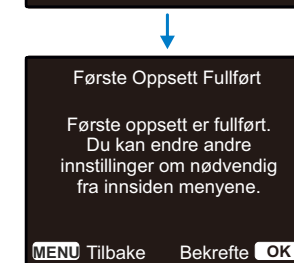 Første Oppsett Fullført
Første oppsett er fullført.
Du kan endre andre
innstillinger om nødvendig
fra innsiden menyene.
MENU Tilbake Bekrefte OK